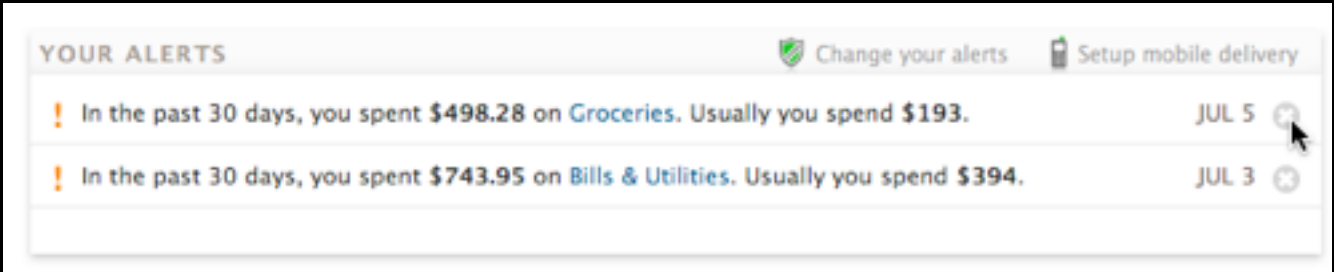 YOUR ALERTS Change your alerts Setup mobile delivery
In the past 30 days, you spent $498.28 on Groceries. Usually you spend $193. JUL 5
In the past 30 days, you spent $743.95 on Bills & Utilities. Usually you spend $394. JUL 3